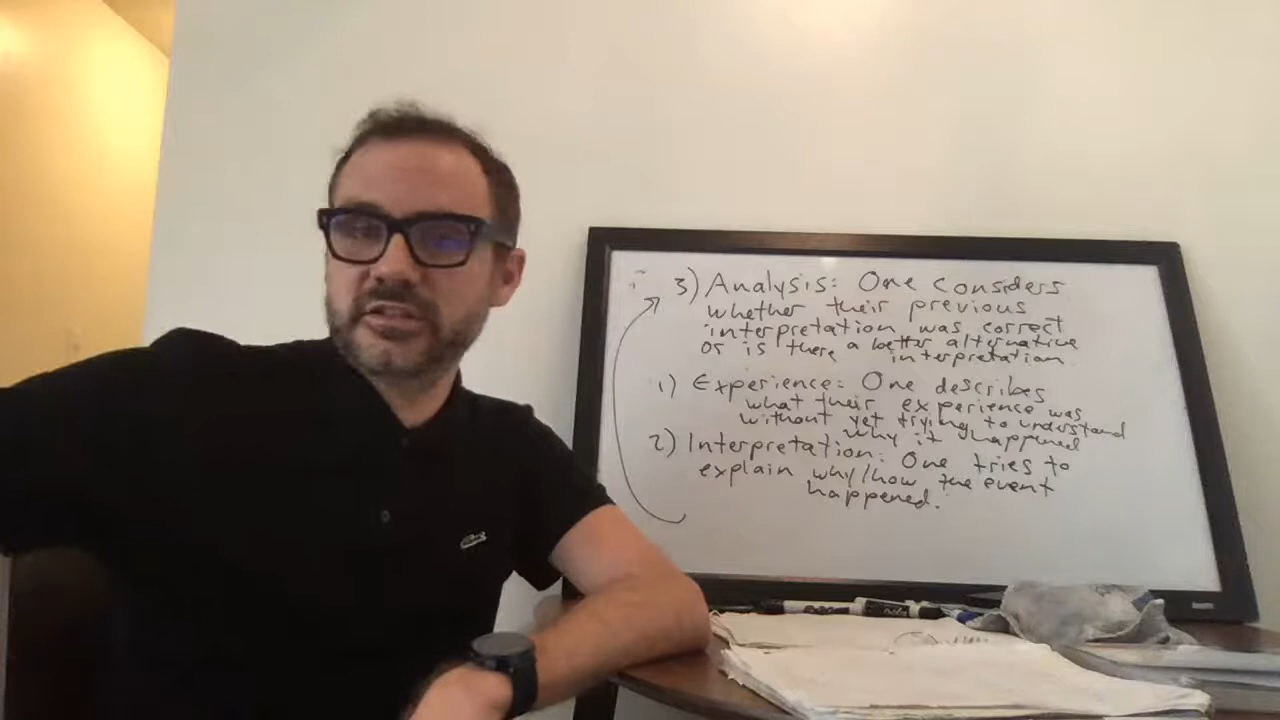 3) Analysis: One considers
whether their previous
interpretation was correct
or is there a better alternative
interpretation
1) Experience: One describes
what their experience was
without yet trying to understand
why it happened
2) Interpretation: One tries to
explain why/how the event
happened.